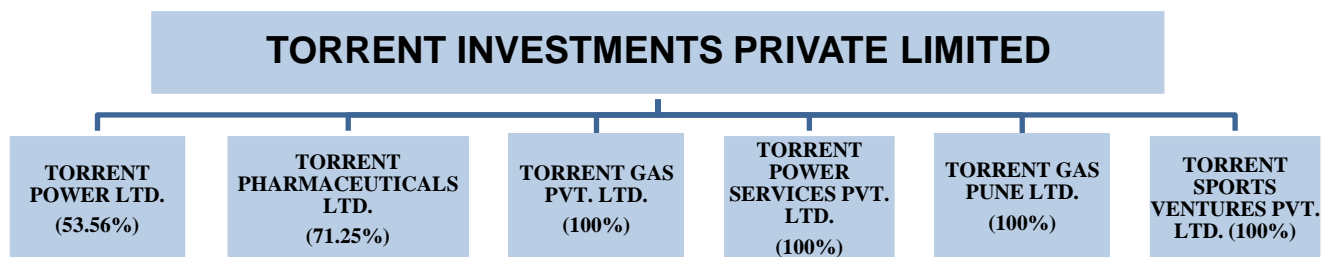 TORRENT INVESTMENTS PRIVATE LIMITED
TORRENT
POWER LTD.
(53.56%)
TORRENT
PHARMACEUTICALS
LTD.
(71.25%)
TORRENT GAS
PVT. LTD.
(100%)
TORRENT
POWER
SERVICES PVT.
LTD.
(100%)
TORRENT GAS
PUNE LTD.
(100%)
TORRENT
SPORTS
VENTURES PVT.
LTD. (100%)